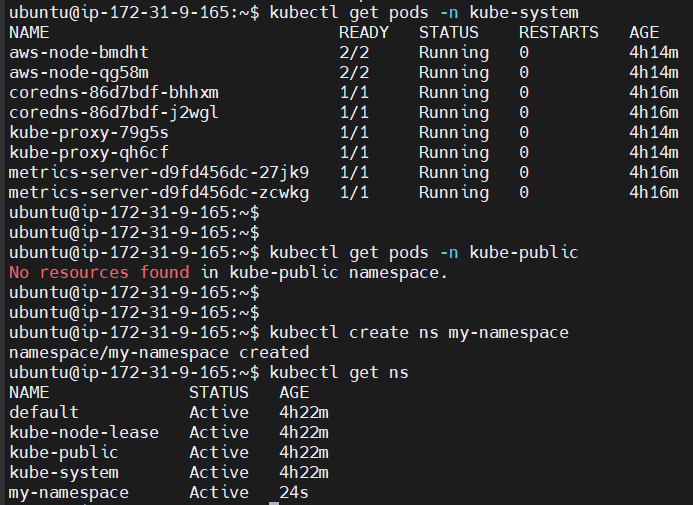 ubuntu@ip-172-31-9-165:~$ kubectl get pods -n kube-system
NAME                             READY   STATUS    RESTARTS   AGE
aws-node-bmdht                   2/2     Running   0          4h14m
aws-node-qg58m                   2/2     Running   0          4h14m
coredns-86d7bdf-bhhxm            1/1     Running   0          4h16m
coredns-86d7bdf-j2wgl            1/1     Running   0          4h16m
kube-proxy-79g5s                 1/1     Running   0          4h14m
kube-proxy-qh6cf                 1/1     Running   0          4h14m
metrics-server-d9fd456dc-27jk9   1/1     Running   0          4h16m
metrics-server-d9fd456dc-zcwkg   1/1     Running   0          4h16m
ubuntu@ip-172-31-9-165:~$
ubuntu@ip-172-31-9-165:~$
ubuntu@ip-172-31-9-165:~$ kubectl get pods -n kube-public
No resources found in kube-public namespace.
ubuntu@ip-172-31-9-165:~$
ubuntu@ip-172-31-9-165:~$
ubuntu@ip-172-31-9-165:~$ kubectl create ns my-namespace
namespace/my-namespace created
ubuntu@ip-172-31-9-165:~$ kubectl get ns
NAME              STATUS   AGE
default           Active   4h22m
kube-node-lease   Active   4h22m
kube-public       Active   4h22m
kube-system       Active   4h22m
my-namespace      Active   24s